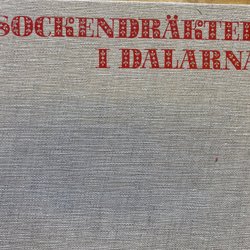 SOCKENDRÄKTER
I DALARNA